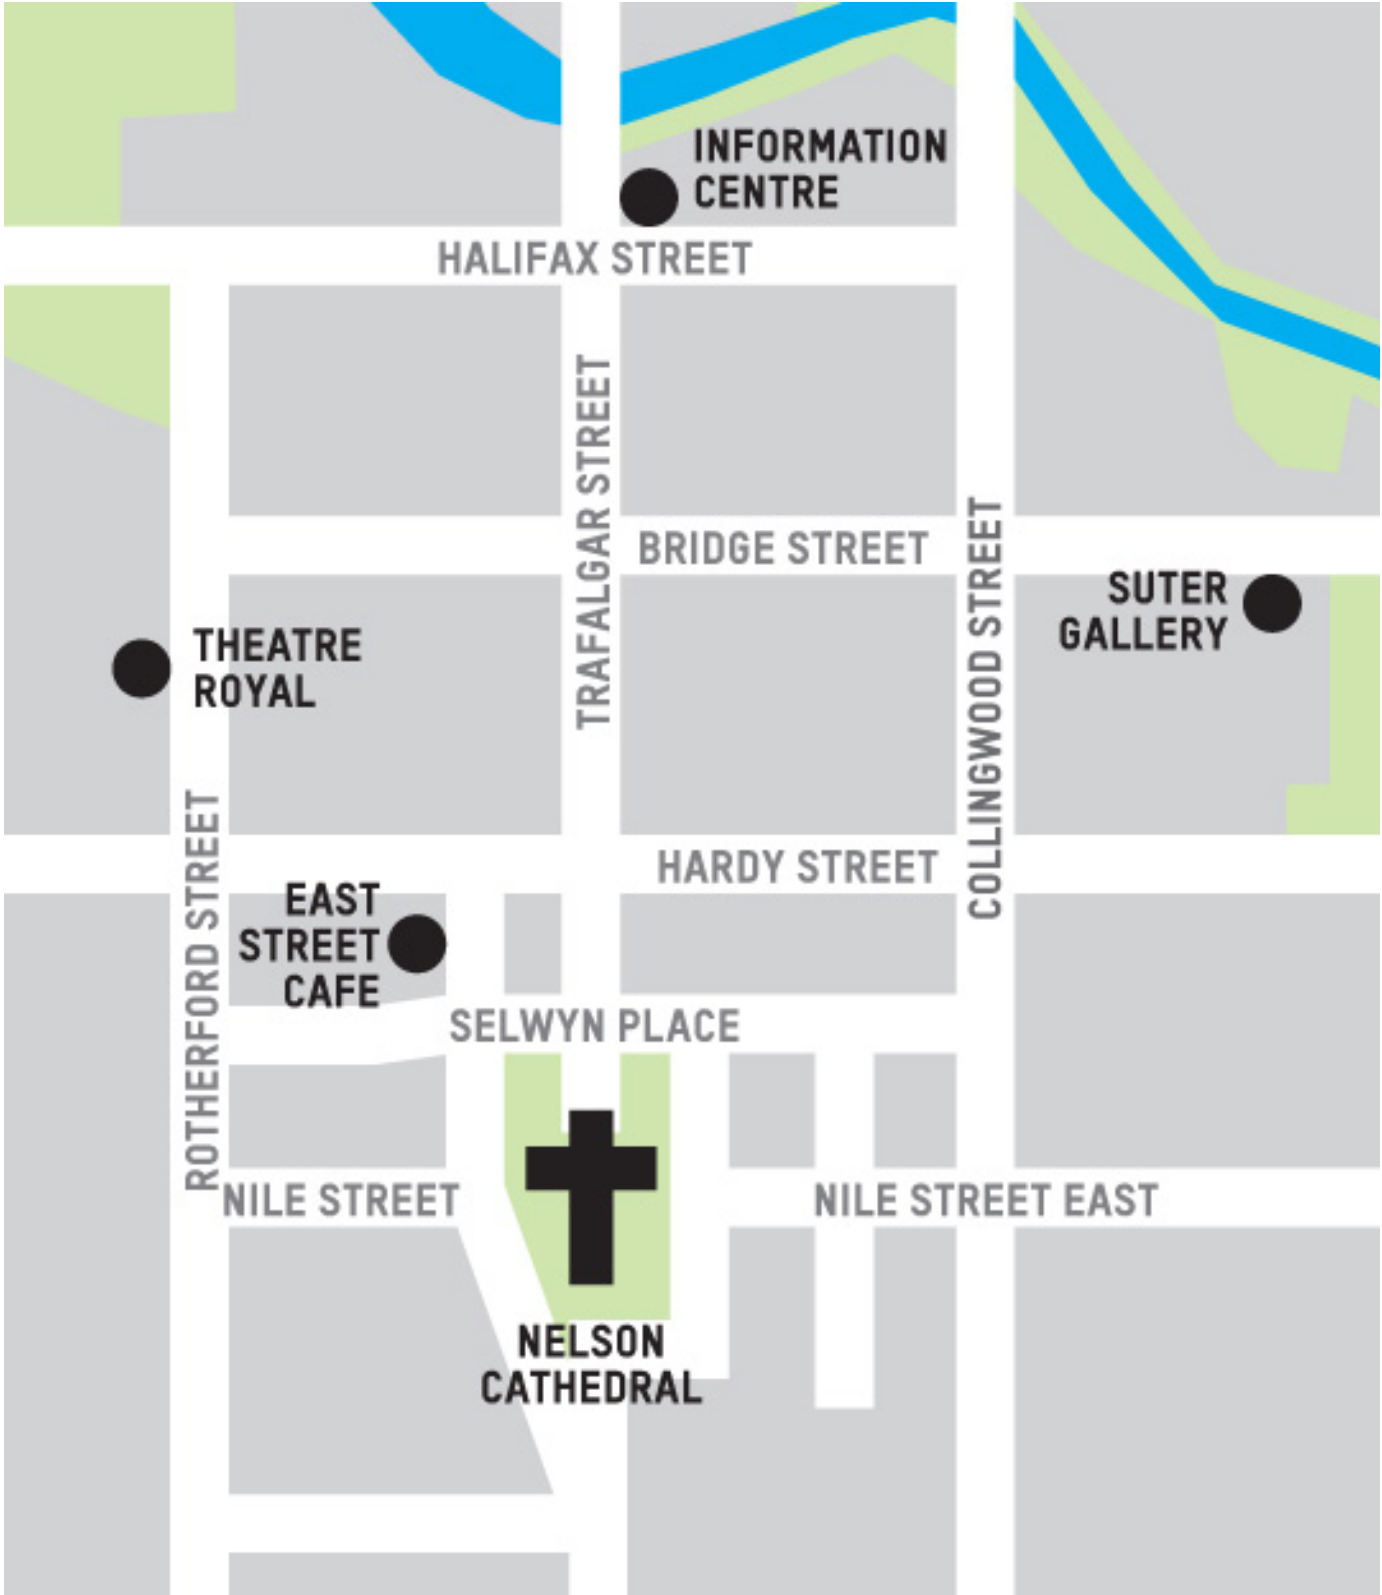 INFORMATION
CENTRE
HALIFAX STREET
TRAFALGAR STREET
BRIDGE STREET
COLLINGWOOD STREET
SUTER
GALLERY
THEATRE
ROYAL
ROTHERFORD STREET
HARDY STREET
EAST
STREET
CAFE
SELWYN PLACE
NILE STREET
NILE STREET EAST
NELSON
CATHEDRAL